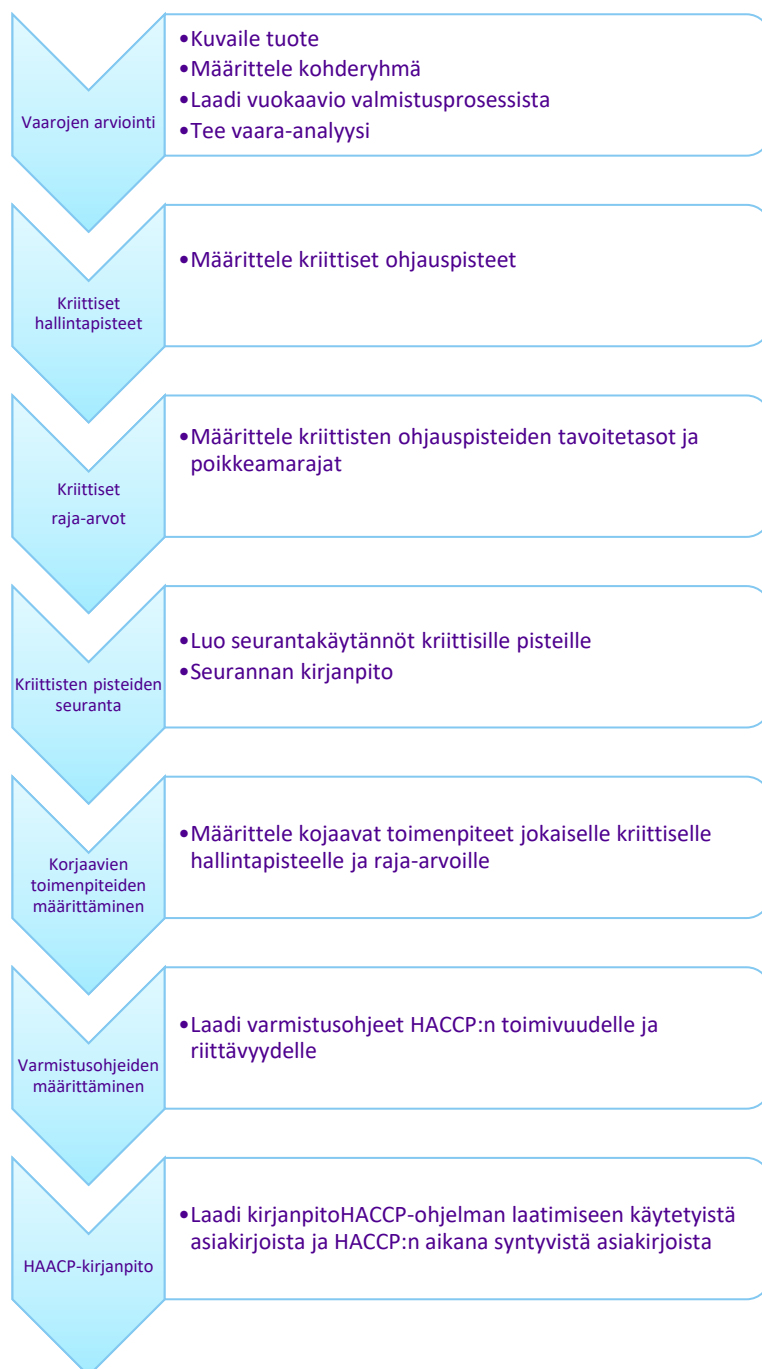 Vaarojen arviointi
•Kuvaile tuote
•Määrittele kohderyhmä
•Laadi vuokaavio valmistusprosessista
•Tee vaara-analyysi
Kriittiset
hallintapisteet
•Määrittele kriittiset ohjauspisteet
Kriittiset
raja-arvot
•Määrittele kriittisten ohjauspisteiden tavoitetasot ja
poikkeamarajat
Kriittisten pisteiden
seuranta
•Luo seurantakäytännöt kriittisille pisteille
•Seurannan kirjanpito
Korjaavien
toimenpiteiden
määrittäminen
•Määrittele kojaavat toimenpiteet jokaiselle kriittiselle
hallintapisteelle ja raja-arvoille
Varmistusohjeiden
määrittäminen
•Laadi varmistusohjeet HACCP:n toimivuudelle ja
riittävyydelle
HAACP-kirjanpito
•Laadi kirjanpitoHACCP-ohjelman laatimiseen käytetyistä
asiakirjoista ja HACCP:n aikana syntyvistä asiakirjoista